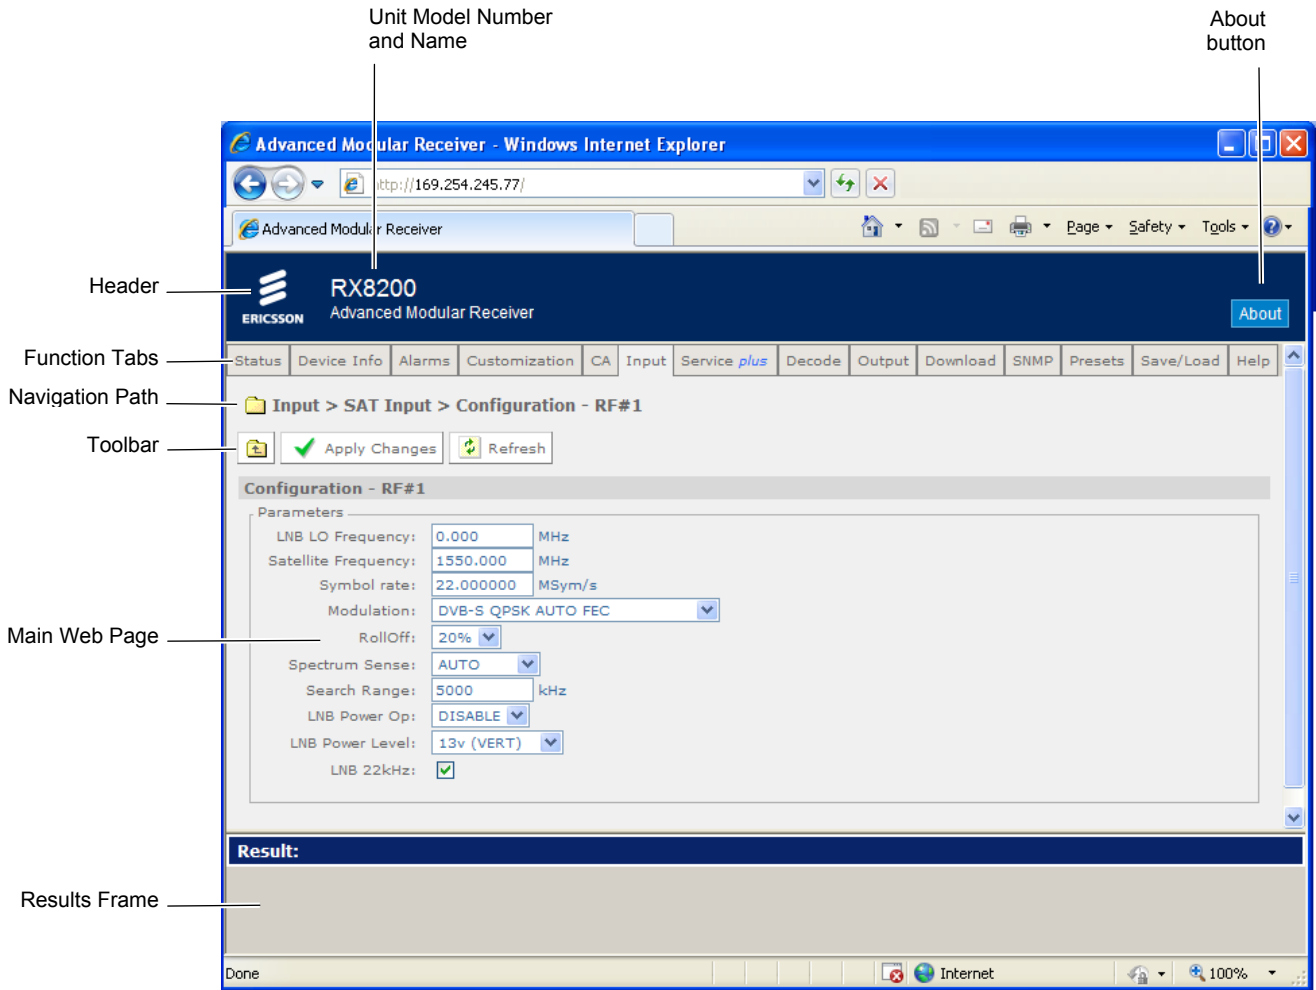 Unit Model Number
and Name
About
button
Advanced Modular Receiver - Windows Internet Explorer
http://169.254.245.77/
Advanced Modular Receiver
Page
Safety
Tools
Header
ERICSSON
RX8200
Advanced Modular Receiver
About
Function Tabs
Status Device Info Alarms Customization CA Input Service plus Decode Output Download SNMP Presets Save/Load Help
Navigation Path
Input > SAT Input > Configuration - RF#1
Toolbar
Apply Changes
Refresh
Configuration - RF#1
Parameters
LNB LO Frequency: 0.000 MHz
Satellite Frequency: 1550.000 MHz
Symbol rate: 22.000000 MSym/s
Modulation: DVB-S QPSK AUTO FEC
Main Web Page
RollOff: 20%
Spectrum Sense: AUTO
Search Range: 5000 kHz
LNB Power Op: DISABLE
LNB Power Level: 13v (VERT)
LNB 22kHz:
Result:
Results Frame
Done
Internet
100%